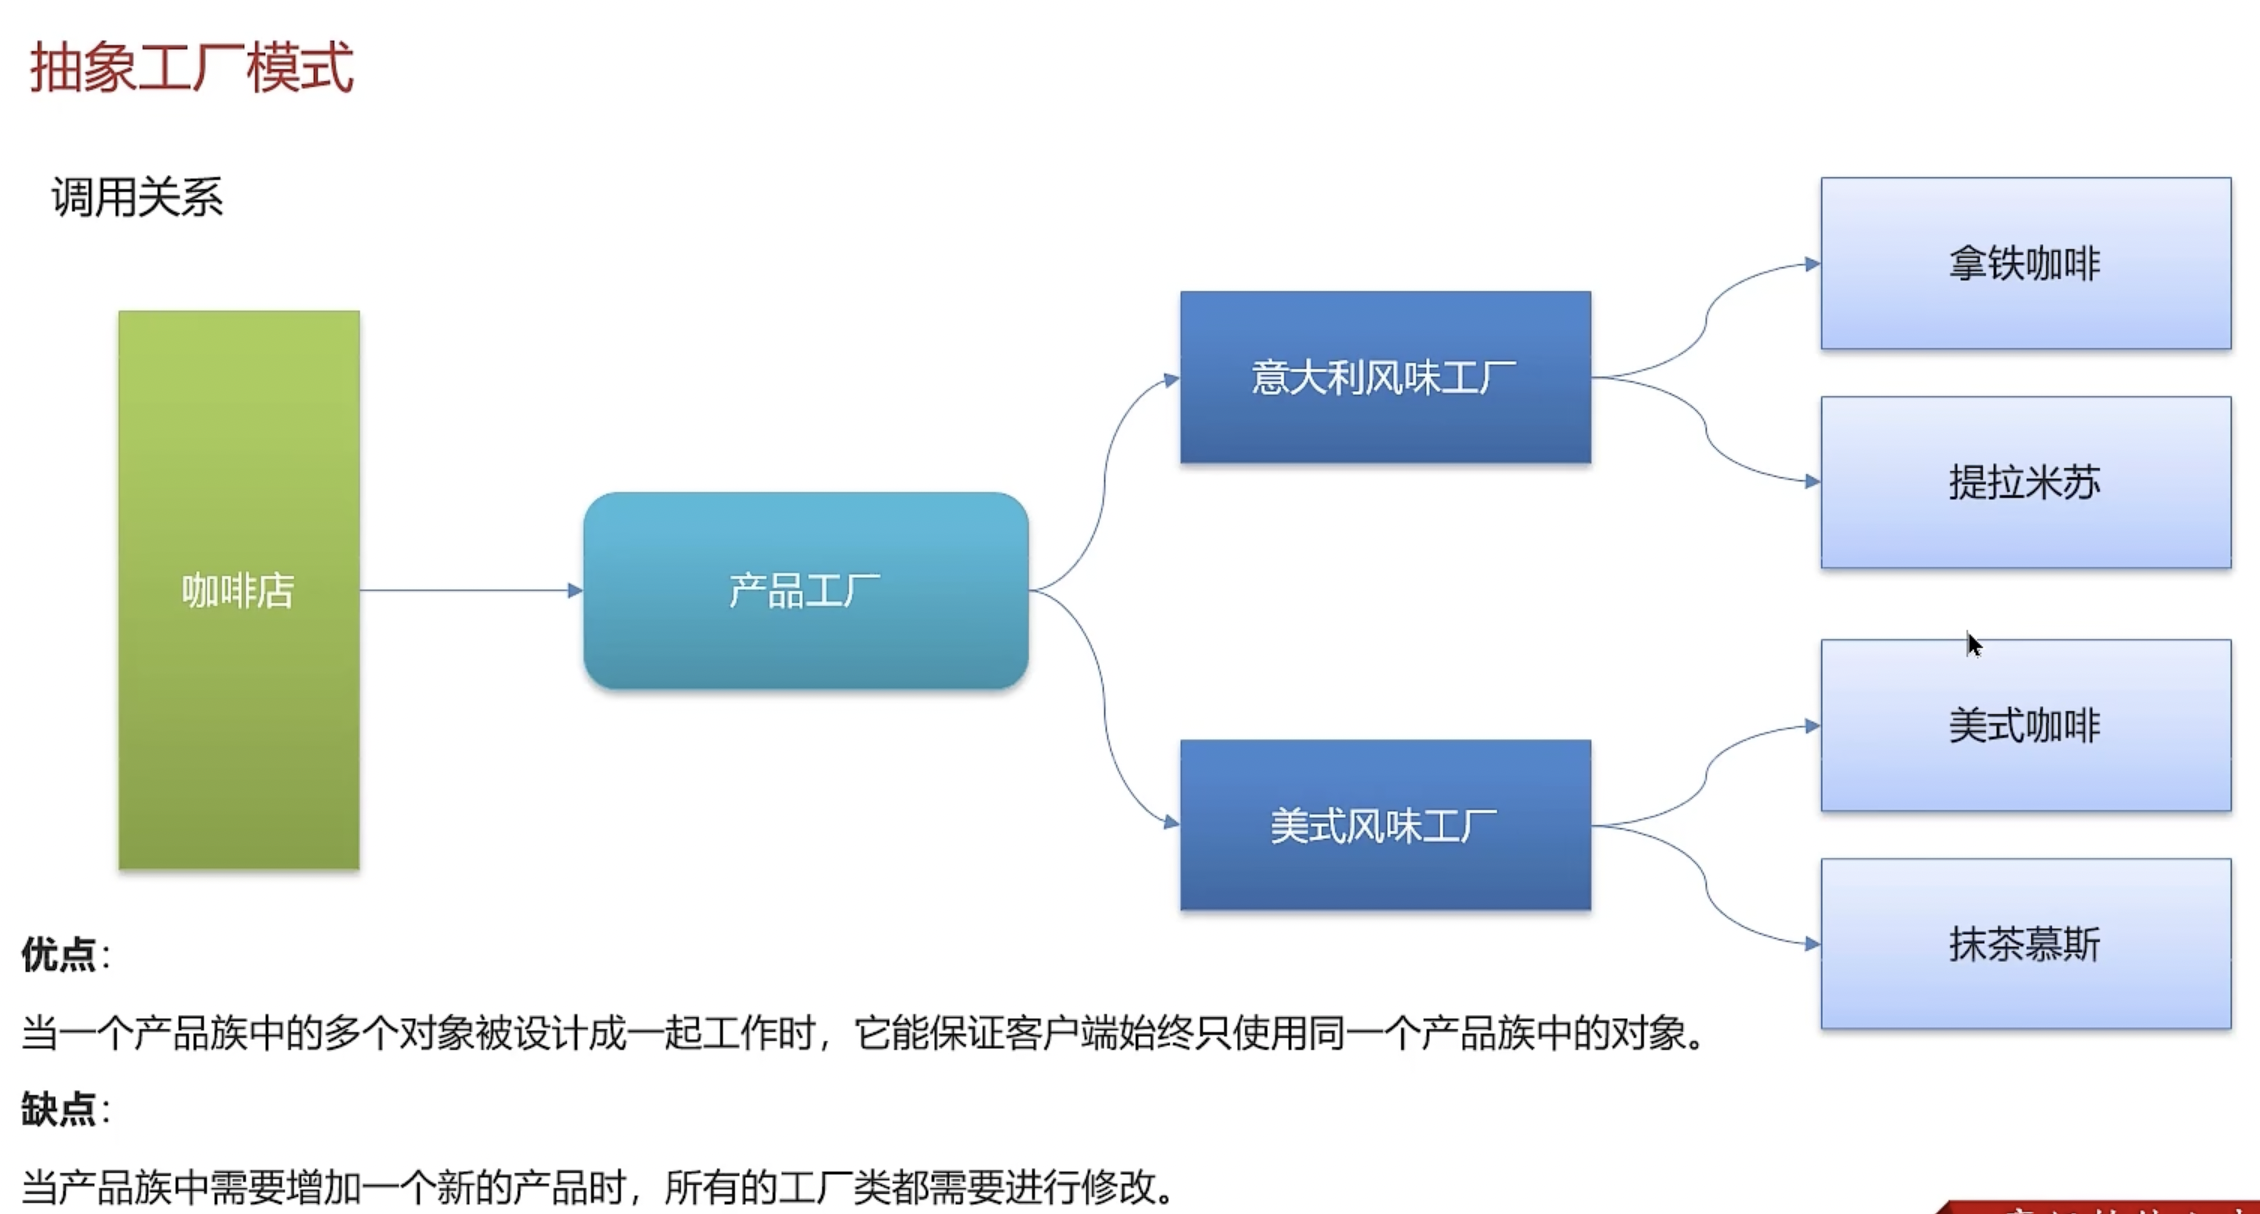 抽象工厂模式
调用关系
咖啡店
产品工厂
意大利风味工厂
美式风味工厂
拿铁咖啡
提拉米苏
美式咖啡
抹茶慕斯
优点：
当一个产品族中的多个对象被设计成一起工作时，它能保证客户端始终只使用同一个产品族中的对象。
缺点：
当产品族中需要增加一个新的产品时，所有的工厂类都需要进行修改。